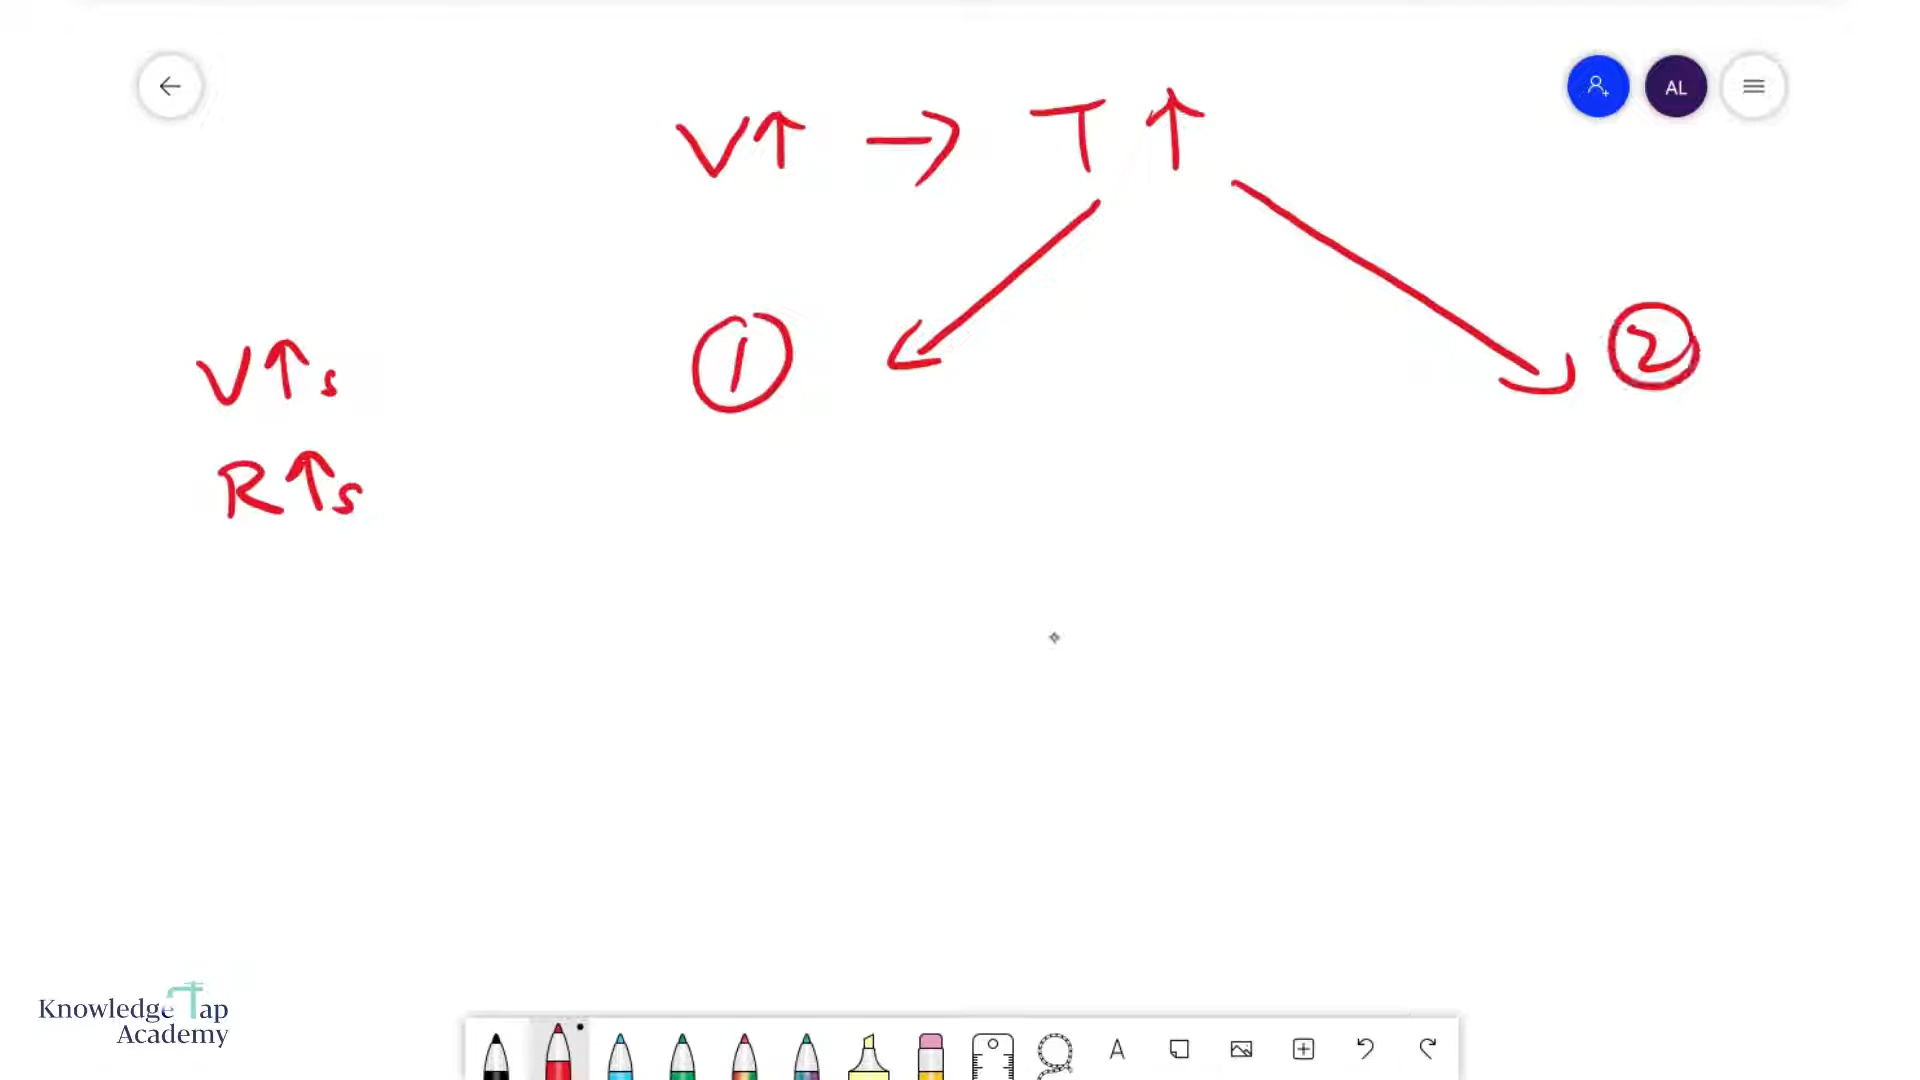 AL
V↑ → T ↑
① ②
V↑s
R↑s
Knowledge Tap
Academy
A